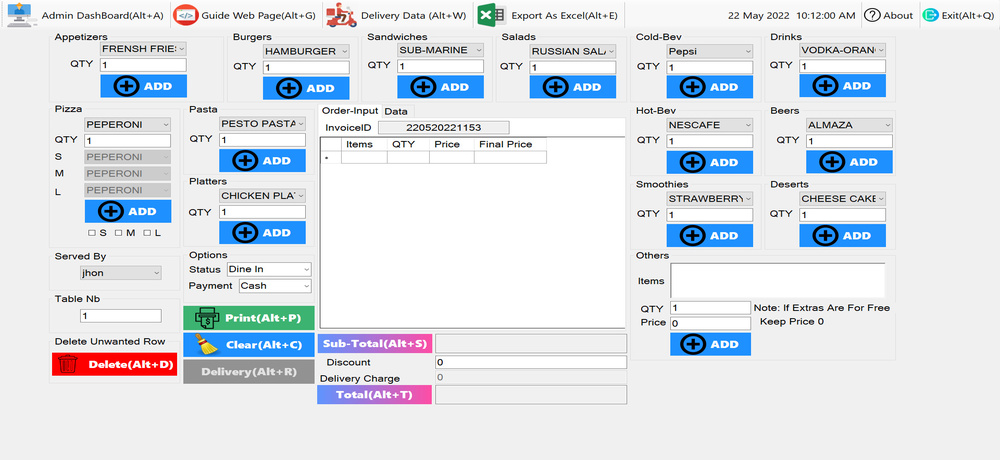 Admin DashBoard(Alt+A) Guide Web Page(Alt+G) Delivery Data (Alt+W) Export As Excel(Alt+E) 22 May 2022 10:12:00 AM About Exit(Alt+Q)
Appetizers Burgers Sandwiches Salads Cold-Bev Drinks
FRENSH FRIE HAMBURGER SUB-MARINE RUSSIAN SAL Pepsi VODKA-ORAN
QTY 1 QTY 1 QTY 1 QTY 1 QTY 1 QTY 1
ADD ADD ADD ADD ADD ADD
Pizza Pasta Order-Input Data Hot-Bev Beers
PEPERONI PESTO PASTA InvoiceID 220520221153 NESCAFE ALMAZA
QTY 1 QTY 1 Items QTY Price Final Price QTY 1 QTY 1
S PEPERONI ADD ADD ADD
M PEPERONI Platters Smoothies Deserts
L PEPERONI CHICKEN PLA STRAWBERRY CHEESE CAKE
ADD QTY 1 QTY 1 QTY 1
S M L ADD ADD ADD
Served By Options Others
jhon Status Dine In Items
Payment Cash
Table Nb QTY 1 Note: If Extras Are For Free
1 Print(Alt+P) Price 0 Keep Price 0
Delete Unwanted Row Clear(Alt+C) Sub-Total(Alt+S) ADD
Delete(Alt+D) Delivery(Alt+R) Discount 0
Delivery Charge 0
Total(Alt+T)